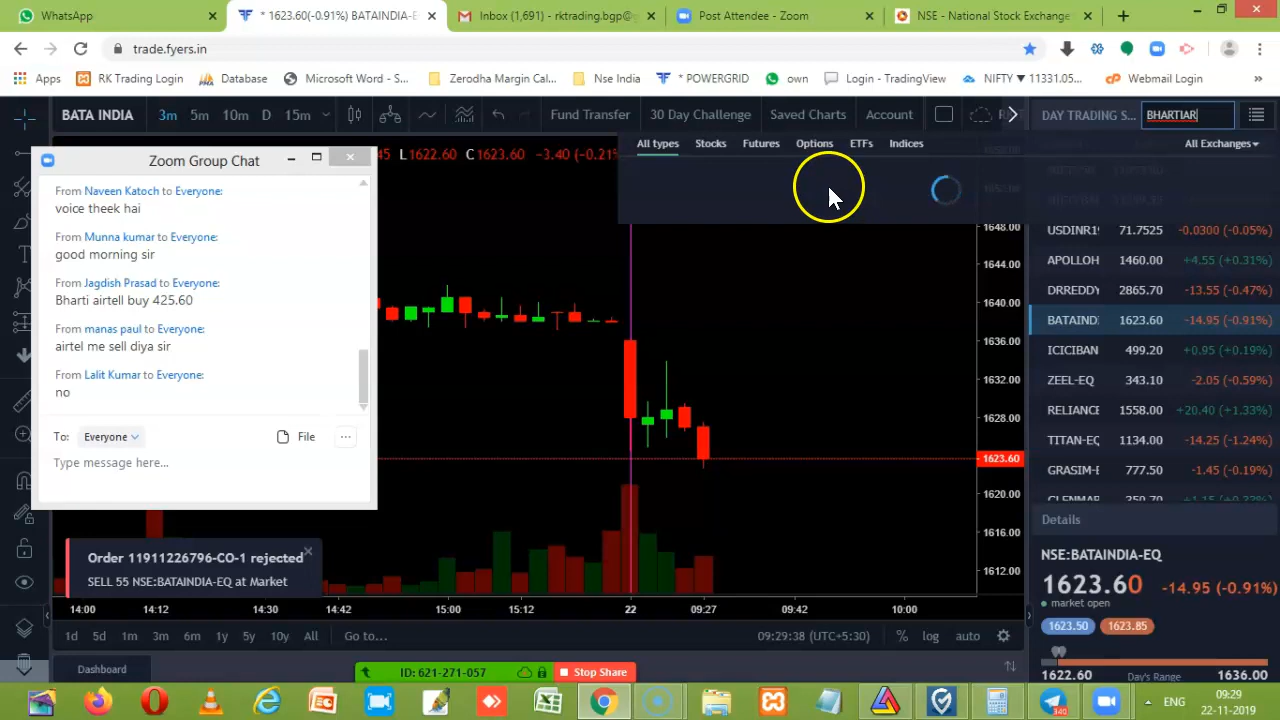 WhatsApp
* 1623.60(-0.91%) BATAINDIA-E
Inbox (1,691) - rktrading.bgp@g
Post Attendee - Zoom
NSE - National Stock Exchange
trade.fyers.in
Apps
RK Trading Login
Database
Microsoft Word - S...
Zerodha Margin Cal...
Nse India
* POWERGRID
own
Login - TradingView
NIFTY ▼ 11331.05...
Webmail Login
BATA INDIA
3m
5m
10m
D
15m
Fund Transfer
30 Day Challenge
Saved Charts
Account
DAY TRADING S...
BHARTIAR
45 L1622.60 C1623.60 -3.40 (-0.21%
All types
Stocks
Futures
Options
ETFs
Indices
All Exchanges
Zoom Group Chat
From Naveen Katoch to Everyone:
voice theek hai
From Munna kumar to Everyone:
good morning sir
From Jagdish Prasad to Everyone:
Bharti airtell buy 425.60
From manas paul to Everyone:
airtel me sell diya sir
From Lalit Kumar to Everyone:
no
To: Everyone
File
...
Type message here...
1648.00
1644.00
1640.00
1636.00
1632.00
1628.00
1623.60
1620.00
1616.00
1612.00
USDINR1 71.7525 -0.0300 (-0.05%)
APOLLOH 1460.00 +4.55 (+0.31%)
DRREDDY 2865.70 -13.55 (-0.47%)
BATAIND 1623.60 -14.95 (-0.91%)
ICICIBAN 499.20 +0.95 (+0.19%)
ZEEL-EQ 343.10 -2.05 (-0.59%)
RELIANCE 1558.00 +20.40 (+1.33%)
TITAN-EQ 1134.00 -14.25 (-1.24%)
GRASIM-E 777.50 -1.45 (-0.19%)
Details
NSE:BATAINDIA-EQ
1623.60 -14.95 (-0.91%)
market open
1623.50
1623.85
1622.60
Day's Range
1636.00
Order 11911226796-CO-1 rejected
SELL 55 NSE:BATAINDIA-EQ at Market
14:00
14:12
14:30
14:42
15:00
15:12
22
09:27
09:42
10:00
1d
5d
1m
3m
6m
1y
5y
10y
All
Go to...
09:29:38 (UTC+5:30)
%
log
auto
Dashboard
ID: 621-271-057
Stop Share
340
ENG
09:29
22-11-2019